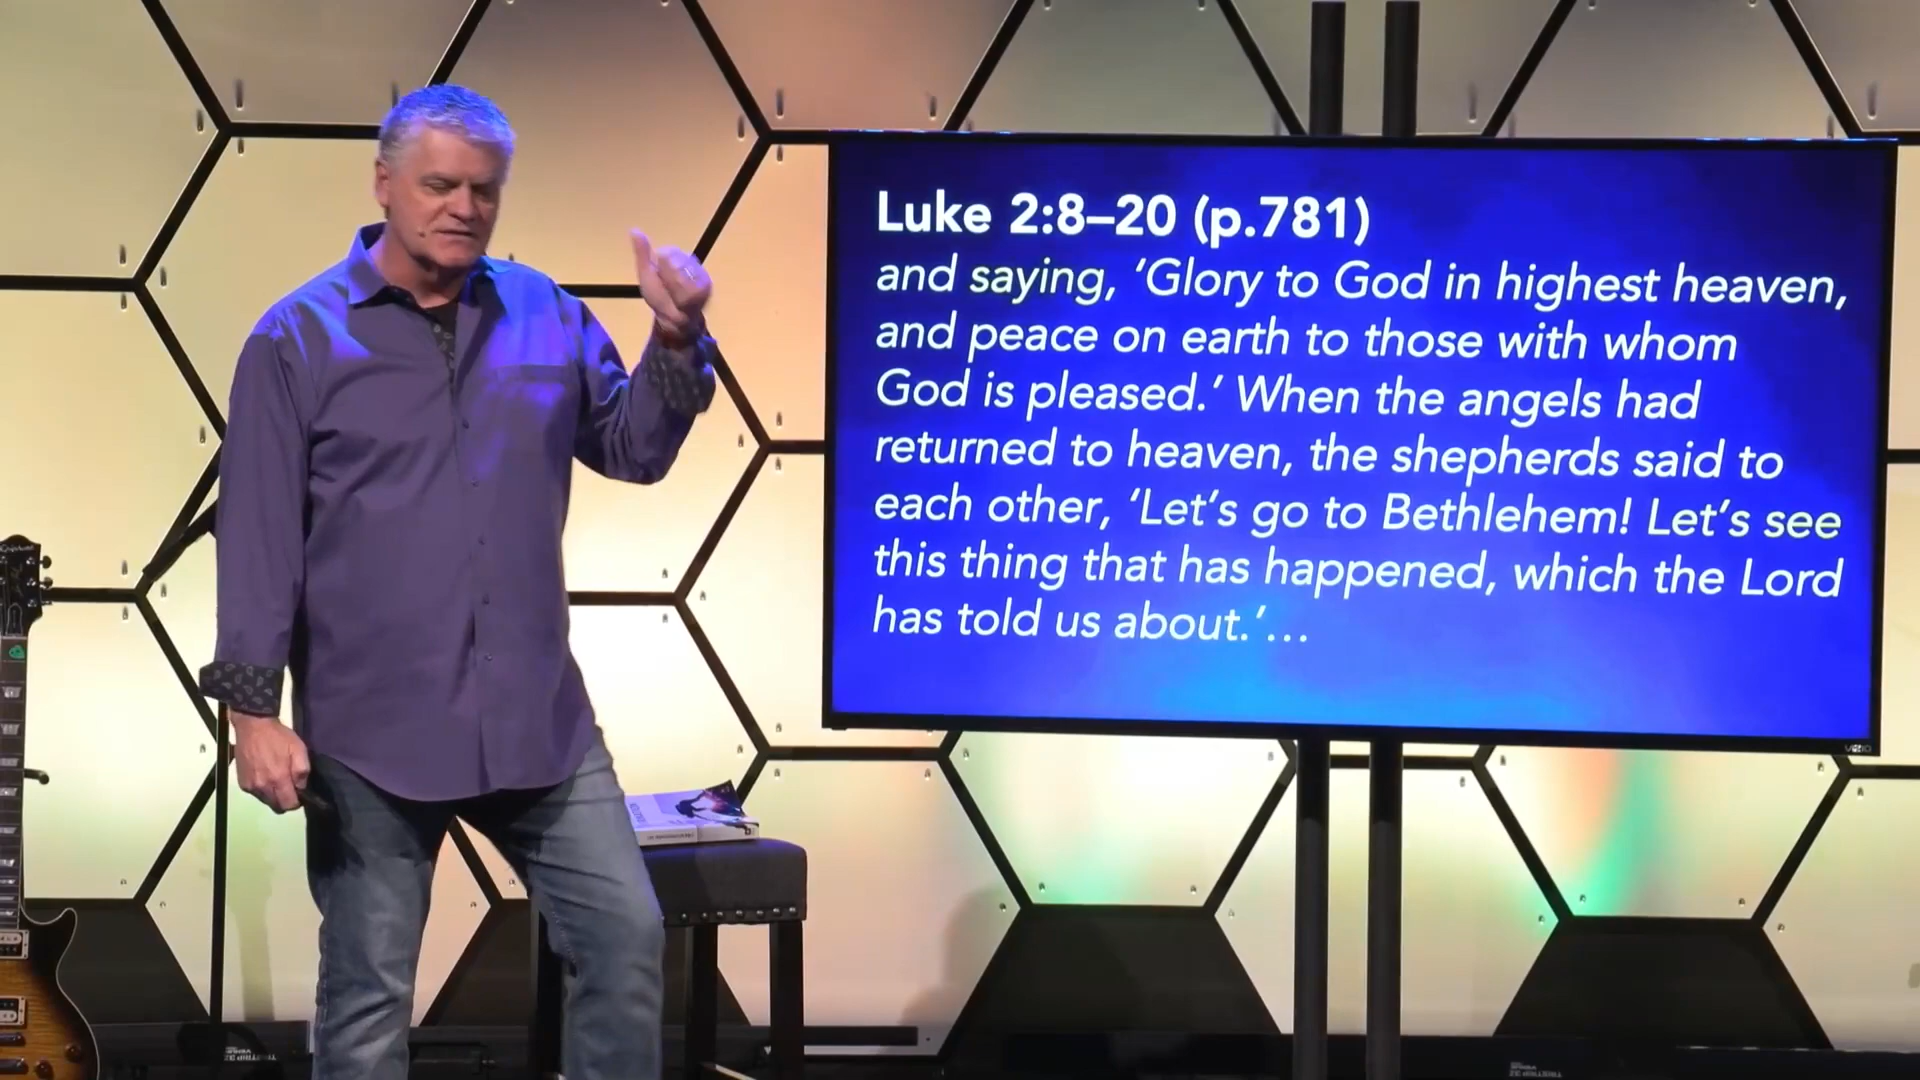 Luke 2:8–20 (p.781)
and saying, ‘Glory to God in highest heaven,
and peace on earth to those with whom
God is pleased.’ When the angels had
returned to heaven, the shepherds said to
each other, ‘Let’s go to Bethlehem! Let’s see
this thing that has happened, which the Lord
has told us about.’...
VIZIO
Epiphone